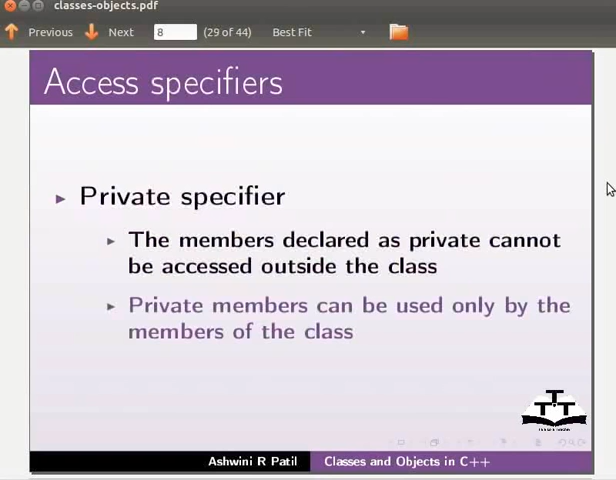 classes-objects.pdf
Previous Next 8 (29 of 44) Best Fit
Access specifiers
Private specifier
The members declared as private cannot
be accessed outside the class
Private members can be used only by the
members of the class
Ashwini R Patil Classes and Objects in C++